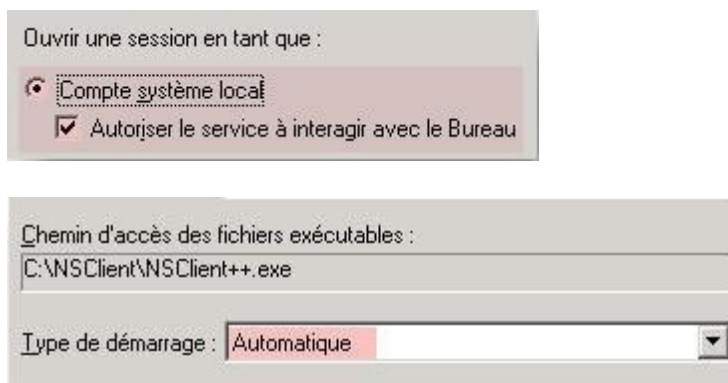 Ouvrir une session en tant que :
Compte système local
Autoriser le service à interagir avec le Bureau
Chemin d'accès des fichiers exécutables :
C:\NSClient\NSClient++.exe
Type de démarrage : Automatique